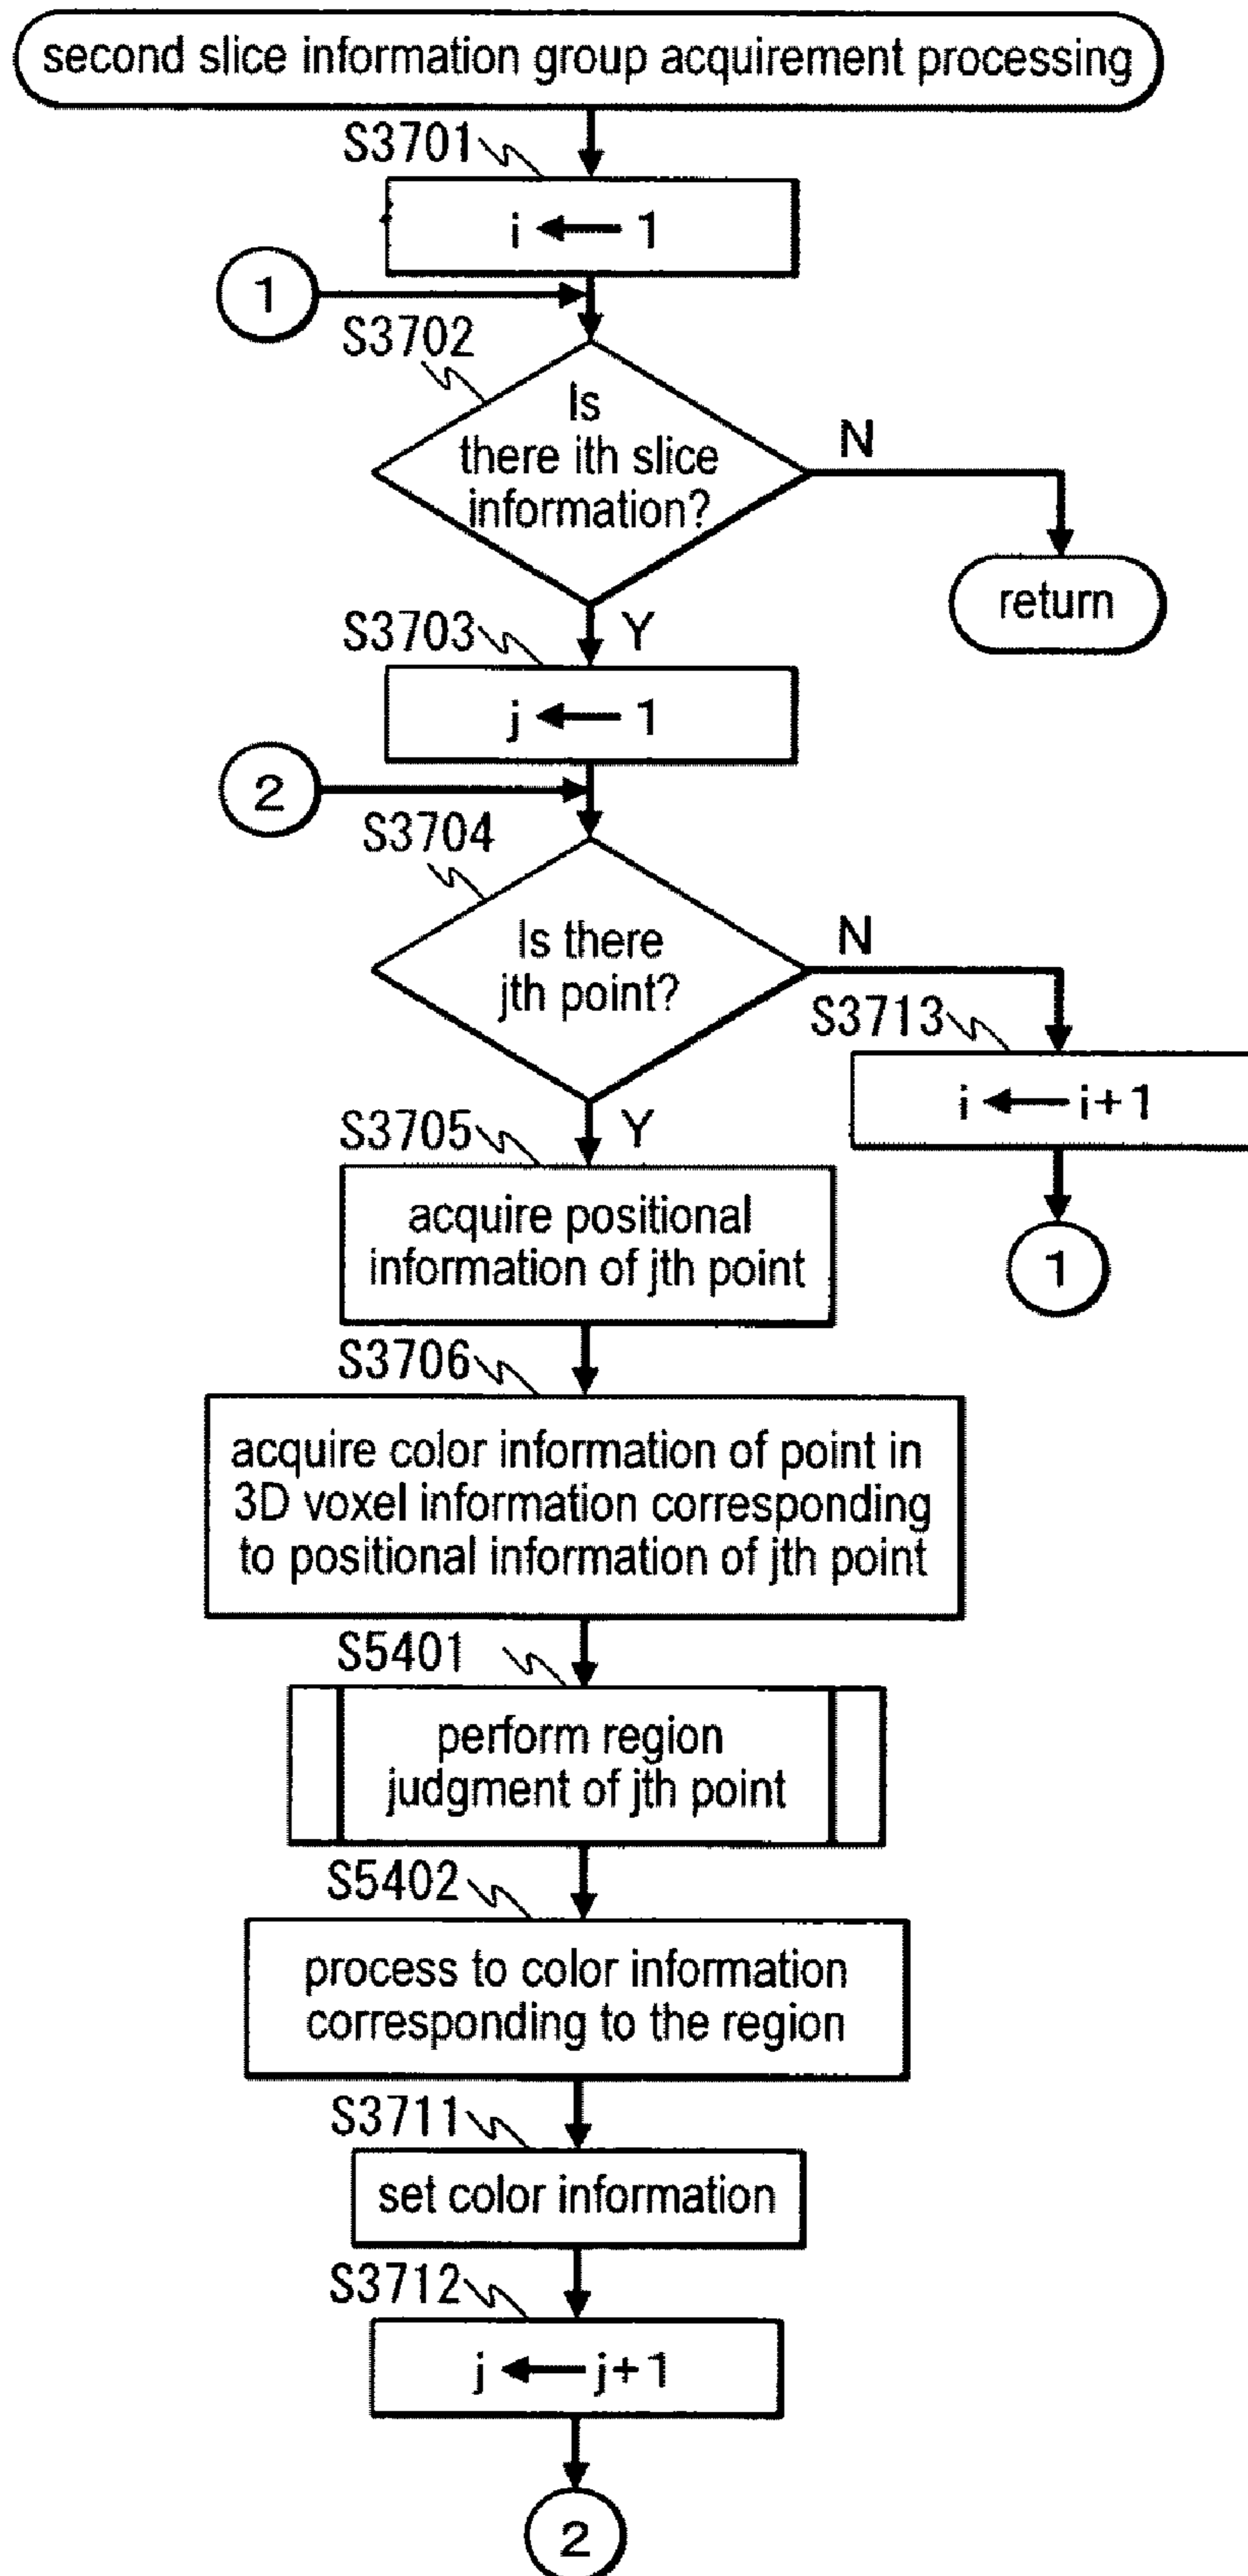 second slice information group acquirement processing
S3701
i ← 1
1
S3702
Is
there ith slice
information?
N
return
Y
S3703
j ← 1
2
S3704
Is there
jth point?
N
S3713
i ← i+1
1
Y
S3705
acquire positional
information of jth point
S3706
acquire color information of point in
3D voxel information corresponding
to positional information of jth point
S5401
perform region
judgment of jth point
S5402
process to color information
corresponding to the region
S3711
set color information
S3712
j ← j+1
2